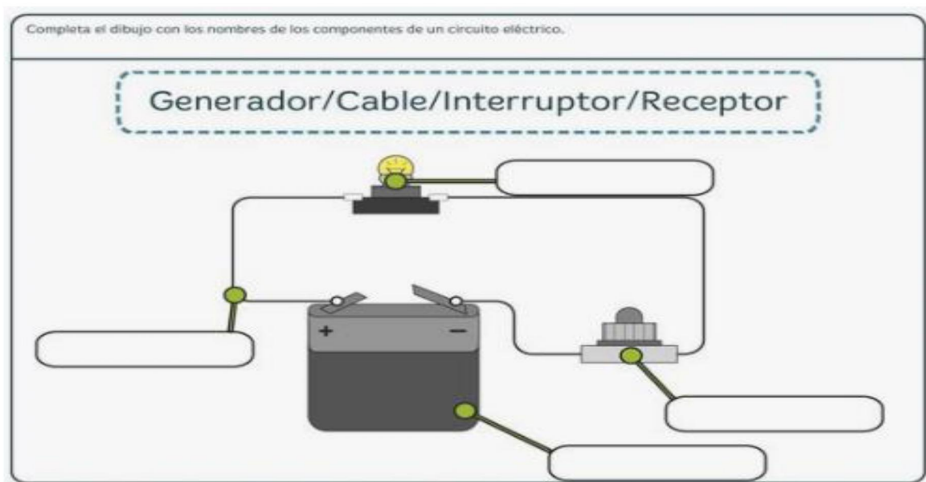 Completa el dibujo con los nombres de los componentes de un circuito eléctrico.
Generador/Cable/Interruptor/Receptor
+ −